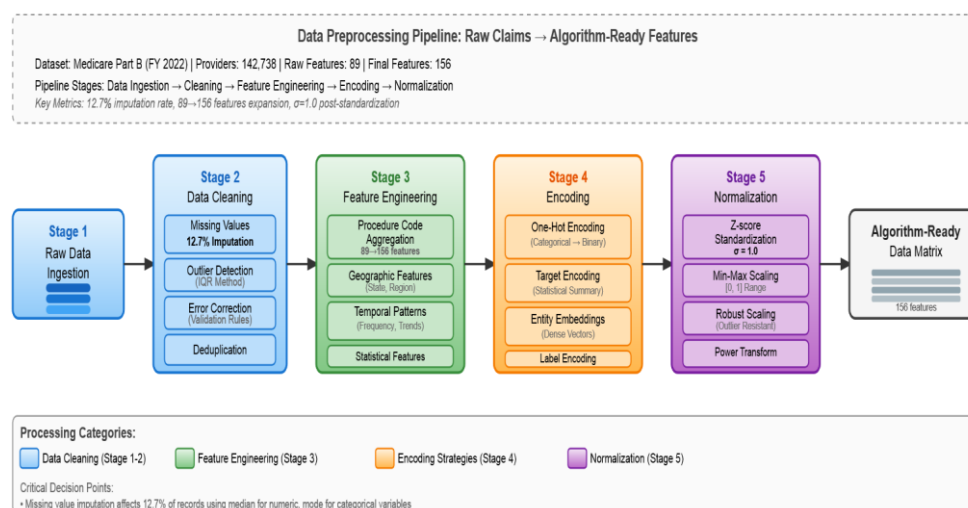 Data Preprocessing Pipeline: Raw Claims → Algorithm-Ready Features
Dataset: Medicare Part B (FY 2022) | Providers: 142,738 | Raw Features: 89 | Final Features: 156
Pipeline Stages: Data Ingestion → Cleaning → Feature Engineering → Encoding → Normalization
Key Metrics: 12.7% imputation rate, 89→156 features expansion, σ=1.0 post-standardization
Stage 1
Raw Data
Ingestion
Stage 2
Data Cleaning
Missing Values
12.7% Imputation
Outlier Detection
(IQR Method)
Error Correction
(Validation Rules)
Deduplication
Stage 3
Feature Engineering
Procedure Code
Aggregation
89→156 features
Geographic Features
(State, Region)
Temporal Patterns
(Frequency, Trends)
Statistical Features
Stage 4
Encoding
One-Hot Encoding
(Categorical → Binary)
Target Encoding
(Statistical Summary)
Entity Embeddings
(Dense Vectors)
Label Encoding
Stage 5
Normalization
Z-score
Standardization
σ = 1.0
Min-Max Scaling
[0, 1] Range
Robust Scaling
(Outlier Resistant)
Power Transform
Algorithm-Ready
Data Matrix
156 features
Processing Categories:
Data Cleaning (Stage 1-2)
Feature Engineering (Stage 3)
Encoding Strategies (Stage 4)
Normalization (Stage 5)
Critical Decision Points:
• Missing value imputation affects 12.7% of records using median for numeric, mode for categorical variables